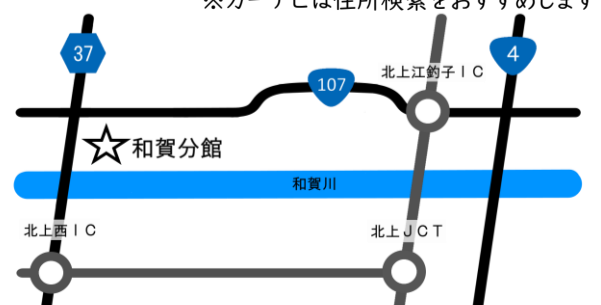 ※カーナビは住所検索をおすすめします
37
4
北上江釣子ＩＣ
107
和賀分館
和賀川
北上西ＩＣ
北上ＪＣＴ